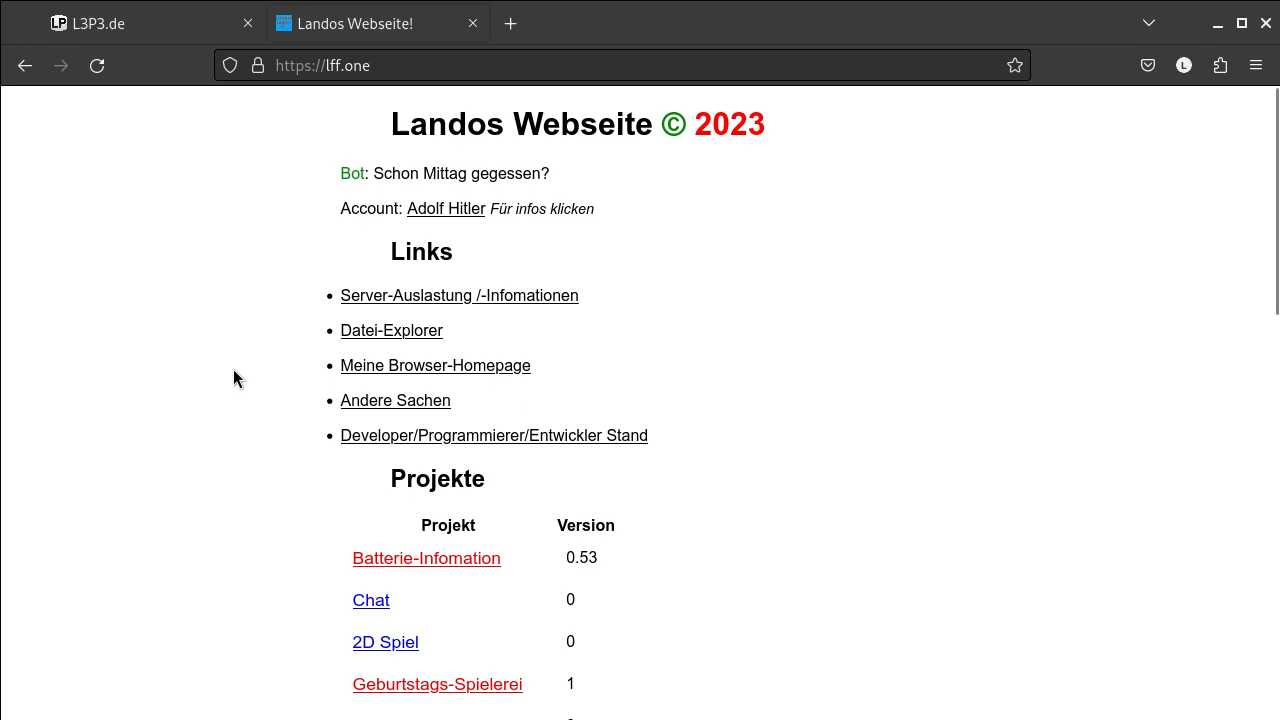 L3P3.de
Landos Webseite!
https://lff.one
L
Landos Webseite © 2023
Bot: Schon Mittag gegessen?
Account: Adolf Hitler Für infos klicken
Links
Server-Auslastung /-Infomationen
Datei-Explorer
Meine Browser-Homepage
Andere Sachen
Developer/Programmierer/Entwickler Stand
Projekte
Projekt Version
Batterie-Infomation 0.53
Chat 0
2D Spiel 0
Geburtstags-Spielerei 1